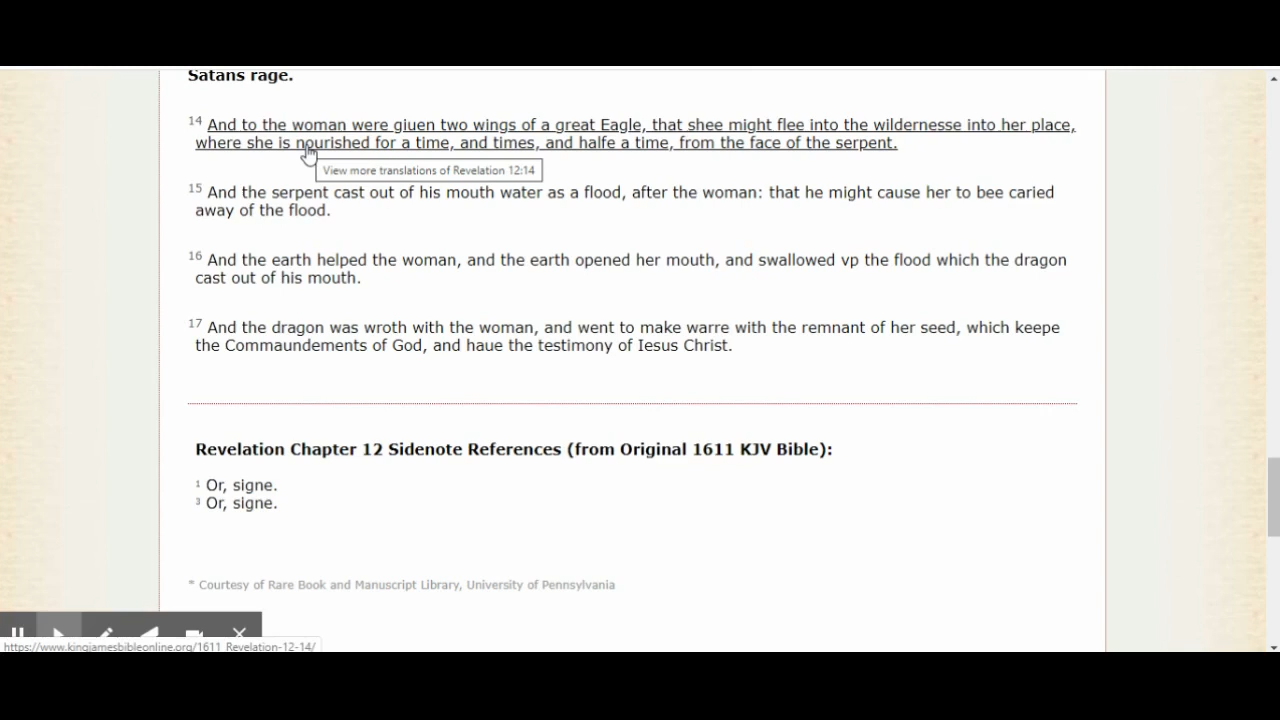 Satans rage.
14 And to the woman were giuen two wings of a great Eagle, that shee might flee into the wildernesse into her place,
where she is nourished for a time, and times, and halfe a time, from the face of the serpent.
View more translations of Revelation 12:14
15 And the serpent cast out of his mouth water as a flood, after the woman: that he might cause her to bee caried
away of the flood.
16 And the earth helped the woman, and the earth opened her mouth, and swallowed vp the flood which the dragon
cast out of his mouth.
17 And the dragon was wroth with the woman, and went to make warre with the remnant of her seed, which keepe
the Commaundements of God, and haue the testimony of Iesus Christ.
Revelation Chapter 12 Sidenote References (from Original 1611 KJV Bible):
1 Or, signe.
3 Or, signe.
* Courtesy of Rare Book and Manuscript Library, University of Pennsylvania
https://www.kingjamesbibleonline.org/1611_Revelation-12-14/